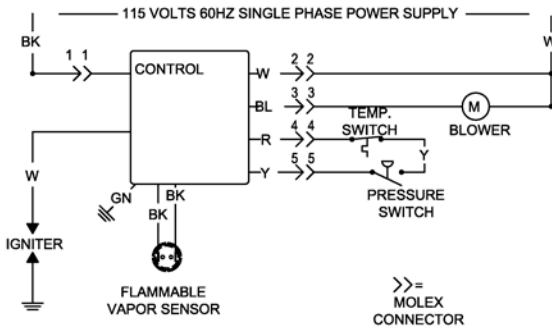 115 VOLTS 60HZ SINGLE PHASE POWER SUPPLY
BK
W
1 1
CONTROL
W
2 2
BL
3 3
M
BLOWER
TEMP.
SWITCH
R
4 4
Y
Y
5 5
PRESSURE
SWITCH
W
GN
BK
BK
IGNITER
FLAMMABLE
VAPOR SENSOR
>>=
MOLEX
CONNECTOR